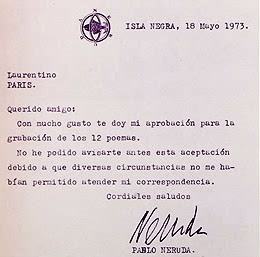 ISLA NEGRA, 18 Mayo 1973.
Laurentino
PARIS.
Querido amigo:
Con mucho gusto te doy mi aprobación para la
grabación de los 12 poemas.
No he podido avisarte antes esta aceptación
debido a que diversas circunstancias no me ha-
bían permitido atender mi correspondencia.
Cordiales saludos
Neruda
PABLO NERUDA.